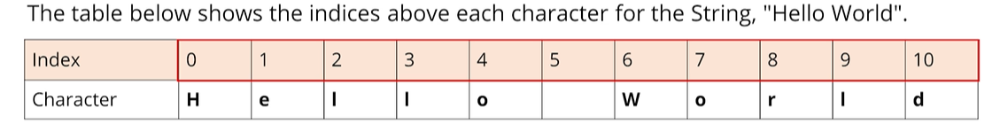 The table below shows the indices above each character for the String, "Hello World".
Index 0 1 2 3 4 5 6 7 8 9 10
Character H e l l o W o r l d